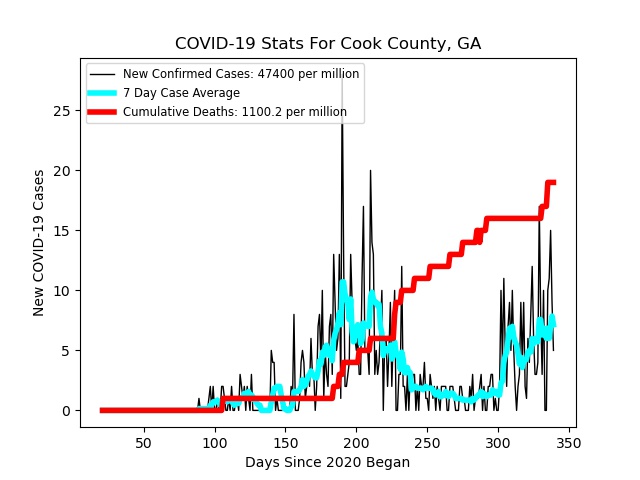 COVID-19 Stats For Cook County, GA
New Confirmed Cases: 47400 per million
7 Day Case Average
Cumulative Deaths: 1100.2 per million
New COVID-19 Cases
25
20
15
10
5
0
50 100 150 200 250 300 350
Days Since 2020 Began